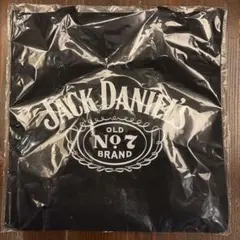 JACK DANIEL'S
OLD
No. 7
BRAND